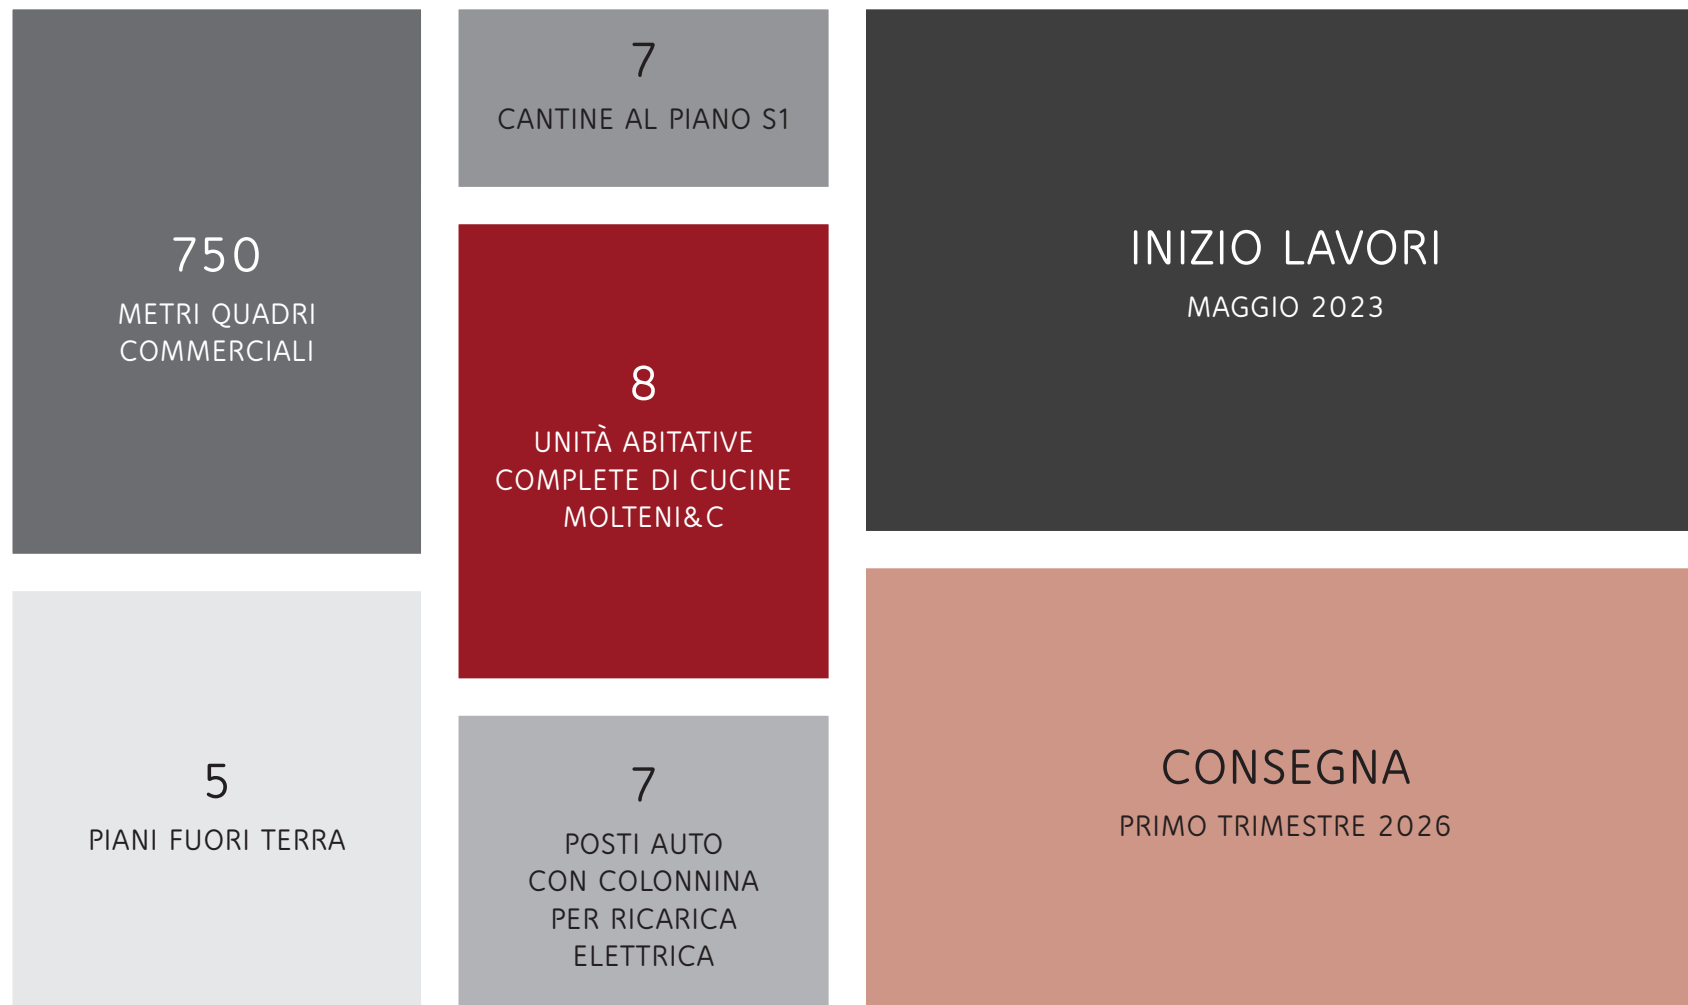 750
METRI QUADRI
COMMERCIALI
5
PIANI FUORI TERRA
7
CANTINE AL PIANO S1
8
UNITÀ ABITATIVE
COMPLETE DI CUCINE
MOLTENI&C
7
POSTI AUTO
CON COLONNINA
PER RICARICA
ELETTRICA
INIZIO LAVORI
MAGGIO 2023
CONSEGNA
PRIMO TRIMESTRE 2026